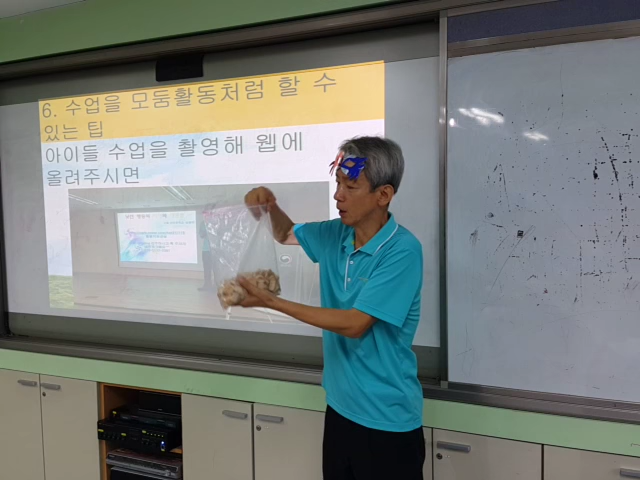 6. 수업을 모둠활동처럼 할 수
있는 팁
아이들 수업을 촬영해 웹에
올려주시면